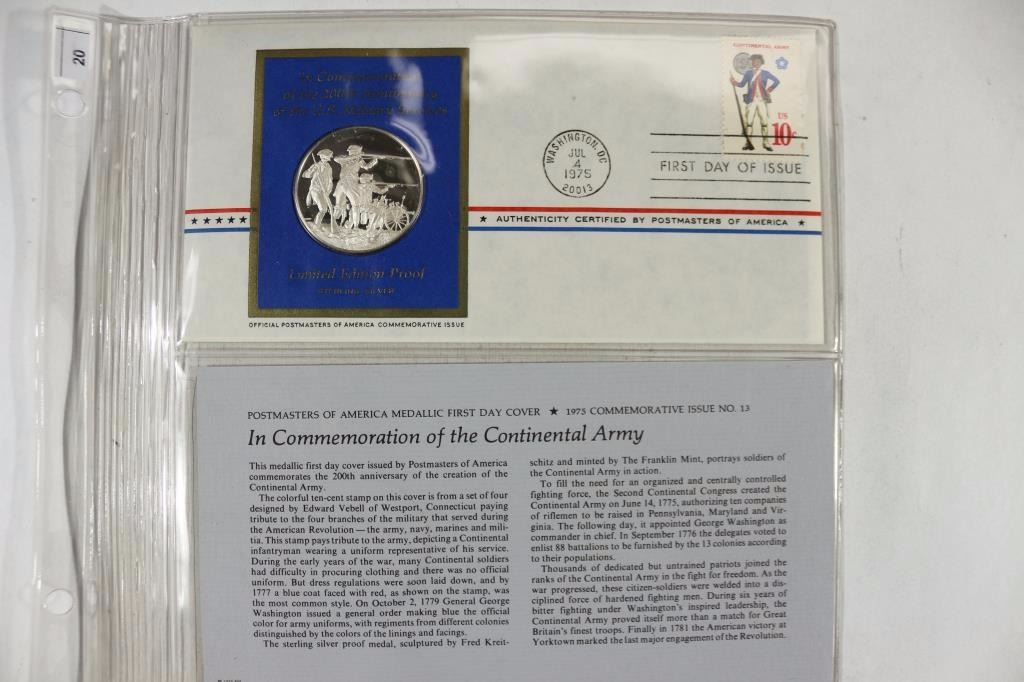 20
In Commemoration
of the 200th Anniversary
of the U.S. Military Services
CONTINENTAL ARMY
US
10c
WASHINGTON, DC
JUL
4
1975
20013
FIRST DAY OF ISSUE
★★★★★
★ AUTHENTICITY CERTIFIED BY POSTMASTERS OF AMERICA ★
Limited Edition Proof
STERLING SILVER
OFFICIAL POSTMASTERS OF AMERICA COMMEMORATIVE ISSUE
POSTMASTERS OF AMERICA MEDALLIC FIRST DAY COVER ★ 1975 COMMEMORATIVE ISSUE NO. 13
In Commemoration of the Continental Army
This medallic first day cover issued by Postmasters of America
commemorates the 200th anniversary of the creation of the
Continental Army.
The colorful ten-cent stamp on this cover is from a set of four
designed by Edward Vebell of Westport, Connecticut paying
tribute to the four branches of the military that served during
the American Revolution — the army, navy, marines and mili-
tia. This stamp pays tribute to the army, depicting a Continental
infantryman wearing a uniform representative of his service.
During the early years of the war, many Continental soldiers
had difficulty in procuring clothing and there was no official
uniform. But dress regulations were soon laid down, and by
1777 a blue coat faced with red, as shown on the stamp, was
the most common style. On October 2, 1779 General George
Washington issued a general order making blue the official
color for army uniforms, with regiments from different colonies
distinguished by the colors of the linings and facings.
The sterling silver proof medal, sculptured by Fred Kreit-
schitz and minted by The Franklin Mint, portrays soldiers of
the Continental Army in action.
To fill the need for an organized and centrally controlled
fighting force, the Second Continental Congress created the
Continental Army on June 14, 1775, authorizing ten companies
of riflemen to be raised in Pennsylvania, Maryland and Vir-
ginia. The following day, it appointed George Washington as
commander in chief. In September 1776 the delegates voted to
enlist 88 battalions to be furnished by the 13 colonies according
to their populations.
Thousands of dedicated but untrained patriots joined the
ranks of the Continental Army in the fight for freedom. As the
war progressed, these citizen-soldiers were welded into a dis-
ciplined force of hardened fighting men. During six years of
bitter fighting under Washington's inspired leadership, the
Continental Army proved itself more than a match for Great
Britain's finest troops. Finally in 1781 the American victory at
Yorktown marked the last major engagement of the Revolution.